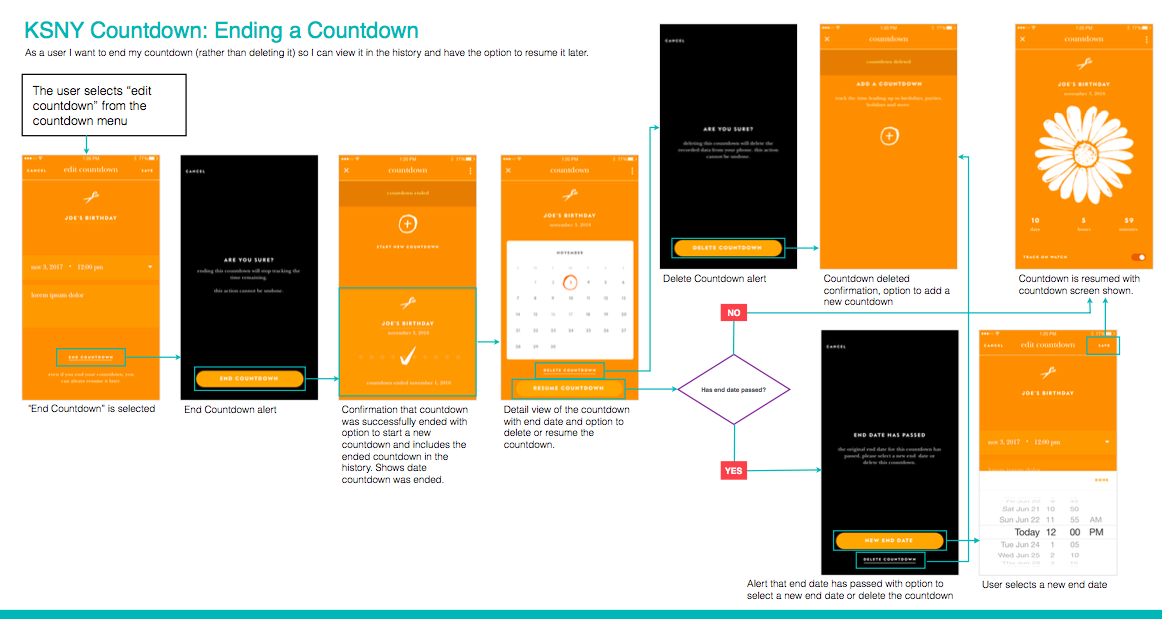 KSNY Countdown: Ending a Countdown
As a user I want to end my countdown (rather than deleting it) so I can view it in the history and have the option to resume it later.
The user selects “edit
countdown” from the
countdown menu
CANCEL
edit countdown
SAVE
JOE'S BIRTHDAY
nov 3, 2017 • 12:00 pm
lorem ipsum dolor
END COUNTDOWN
even if you end your countdown, you
can always resume it later
"End Countdown" is selected
CANCEL
ARE YOU SURE?
ending this countdown will stop tracking the
time remaining.
this action cannot be undone.
END COUNTDOWN
End Countdown alert
1:20 PM
countdown
countdown ended
START NEW COUNTDOWN
JOE'S BIRTHDAY
november 3, 2018
countdown ended november 1, 2018
Confirmation that countdown
was successfully ended with
option to start a new
countdown and includes the
ended countdown in the
history. Shows date
countdown was ended.
1:20 PM
countdown
JOE'S BIRTHDAY
november 3, 2018
NOVEMBER
DELETE COUNTDOWN
RESUME COUNTDOWN
Detail view of the countdown
with end date and option to
delete or resume the
countdown.
CANCEL
ARE YOU SURE?
deleting this countdown will delete the
recorded data from your phone. this action
cannot be undone.
DELETE COUNTDOWN
Delete Countdown alert
1:20 PM
countdown
countdown deleted
ADD A COUNTDOWN
track the time leading up to birthdays, parties,
holidays and more.
Countdown deleted
confirmation, option to add a
new countdown
1:20 PM
countdown
JOE'S BIRTHDAY
10 5 59
days hours minutes
TRACK ON WATCH
Countdown is resumed with
countdown screen shown.
NO
Has end date passed?
YES
CANCEL
END DATE HAS PASSED
the original end date for this countdown has
passed. please select a new end date or
delete this countdown.
NEW END DATE
DELETE COUNTDOWN
Alert that end date has passed with option to
select a new end date or delete the countdown
1:20 PM
CANCEL
edit countdown
SAVE
JOE'S BIRTHDAY
nov 3, 2017 • 12:00 pm
DONE
Sat Jun 21 10 50
Sun Jun 22 11 55 AM
Today 12 00 PM
Tue Jun 24 1 05
Wed Jun 25 2 10
User selects a new end date